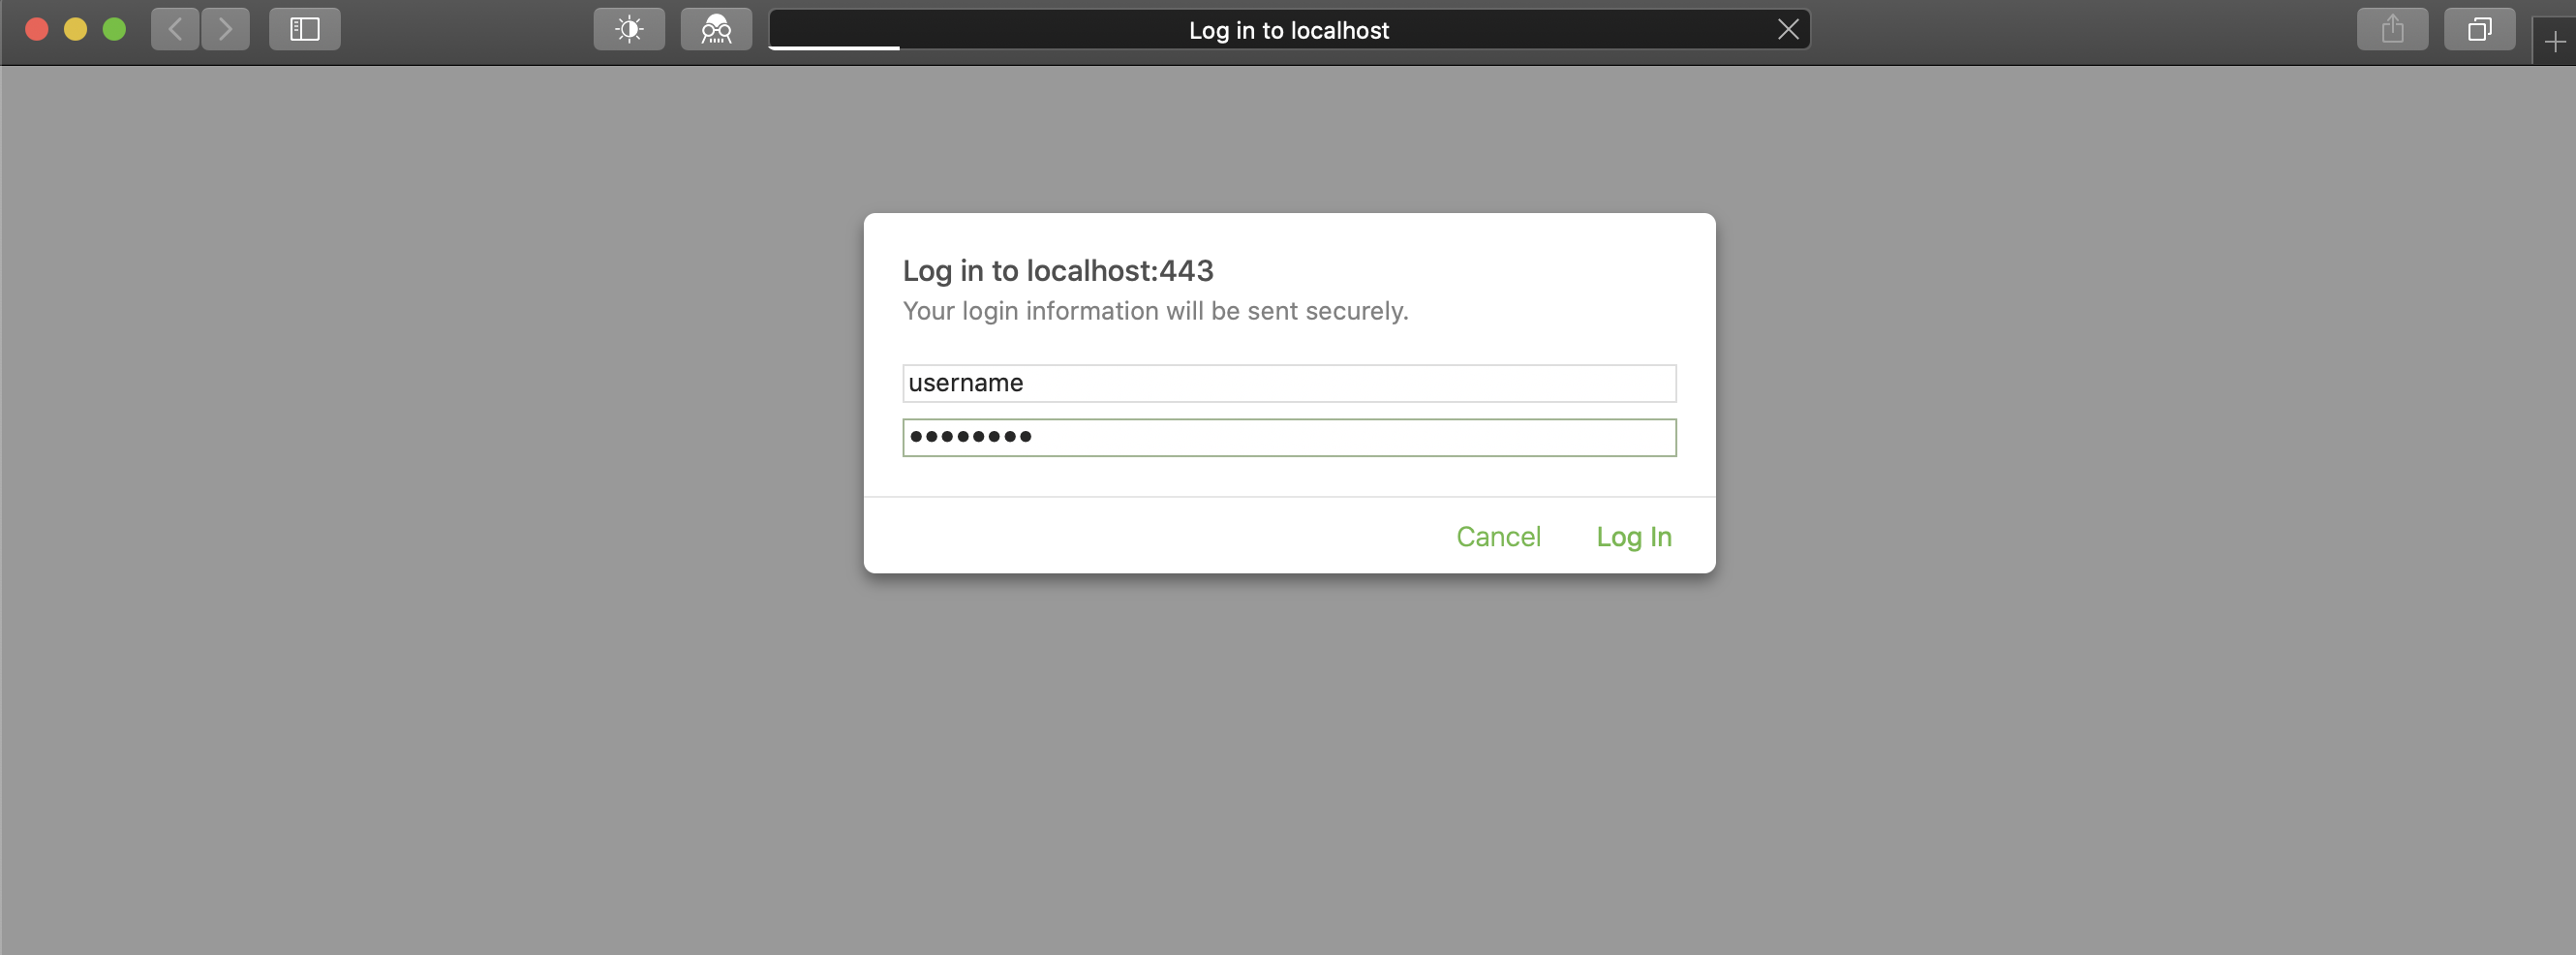 Log in to localhost
Log in to localhost:443
Your login information will be sent securely.
username
••••••••
Cancel
Log In